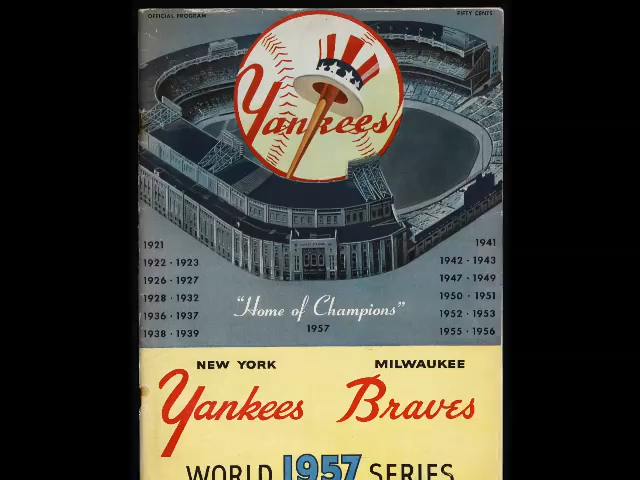 OFFICIAL PROGRAM
FIFTY CENTS
Yankees
1921
1922 · 1923
1926 · 1927
1928 · 1932
1936 · 1937
1938 · 1939
1941
1942 · 1943
1947 · 1949
1950 · 1951
1952 · 1953
1955 · 1956
"Home of Champions"
1957
NEW YORK
Yankees
MILWAUKEE
Braves
WORLD 1957 SERIES